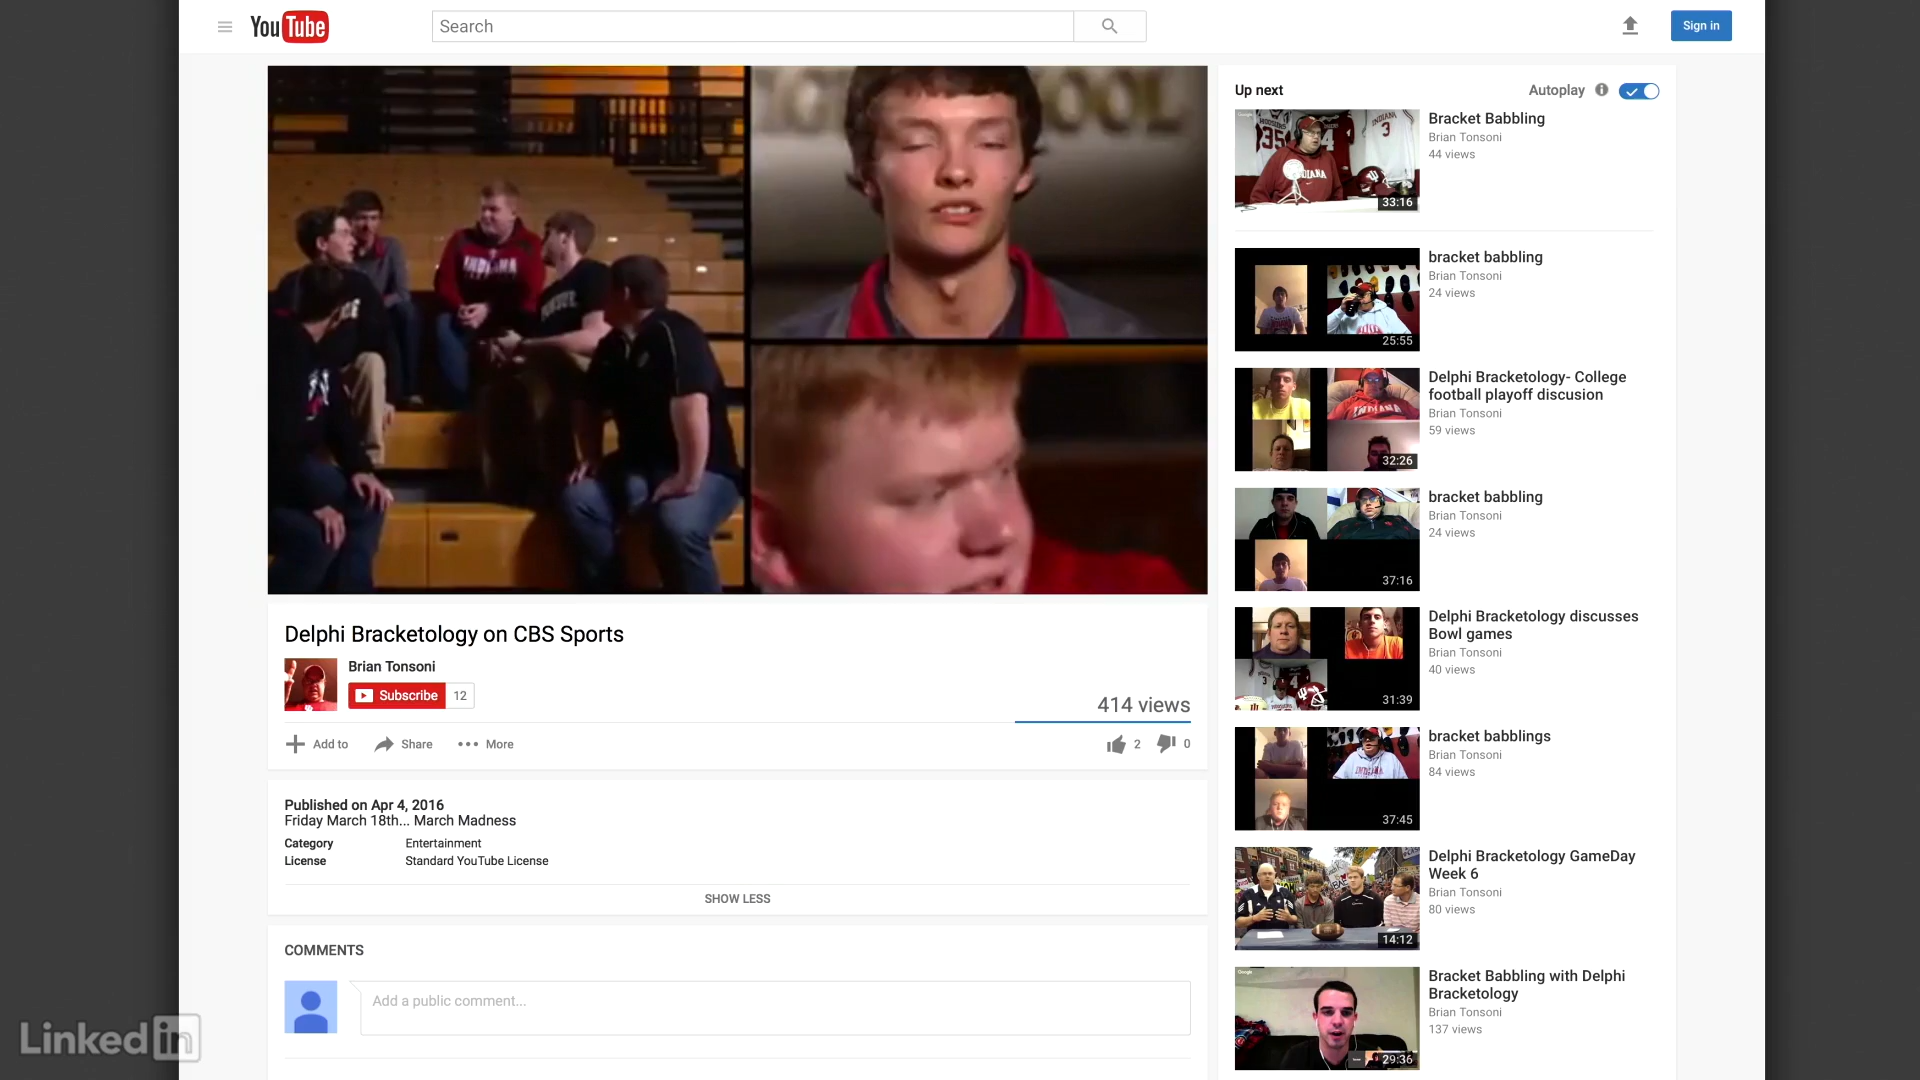 YouTube
Search
Sign in
INDIANA
Delphi Bracketology on CBS Sports
Brian Tonsoni
Subscribe 12
414 views
Add to Share More
2 0
Published on Apr 4, 2016
Friday March 18th... March Madness
Category Entertainment
License Standard YouTube License
SHOW LESS
COMMENTS
Add a public comment...
Up next
Autoplay
Bracket Babbling
Brian Tonsoni
44 views
33:16
bracket babbling
Brian Tonsoni
24 views
25:55
Delphi Bracketology- College
football playoff discusion
Brian Tonsoni
59 views
32:26
bracket babbling
Brian Tonsoni
24 views
37:16
Delphi Bracketology discusses
Bowl games
Brian Tonsoni
40 views
31:39
bracket babblings
Brian Tonsoni
84 views
37:45
Delphi Bracketology GameDay
Week 6
Brian Tonsoni
80 views
14:12
Bracket Babbling with Delphi
Bracketology
Brian Tonsoni
137 views
29:36
LinkedIn